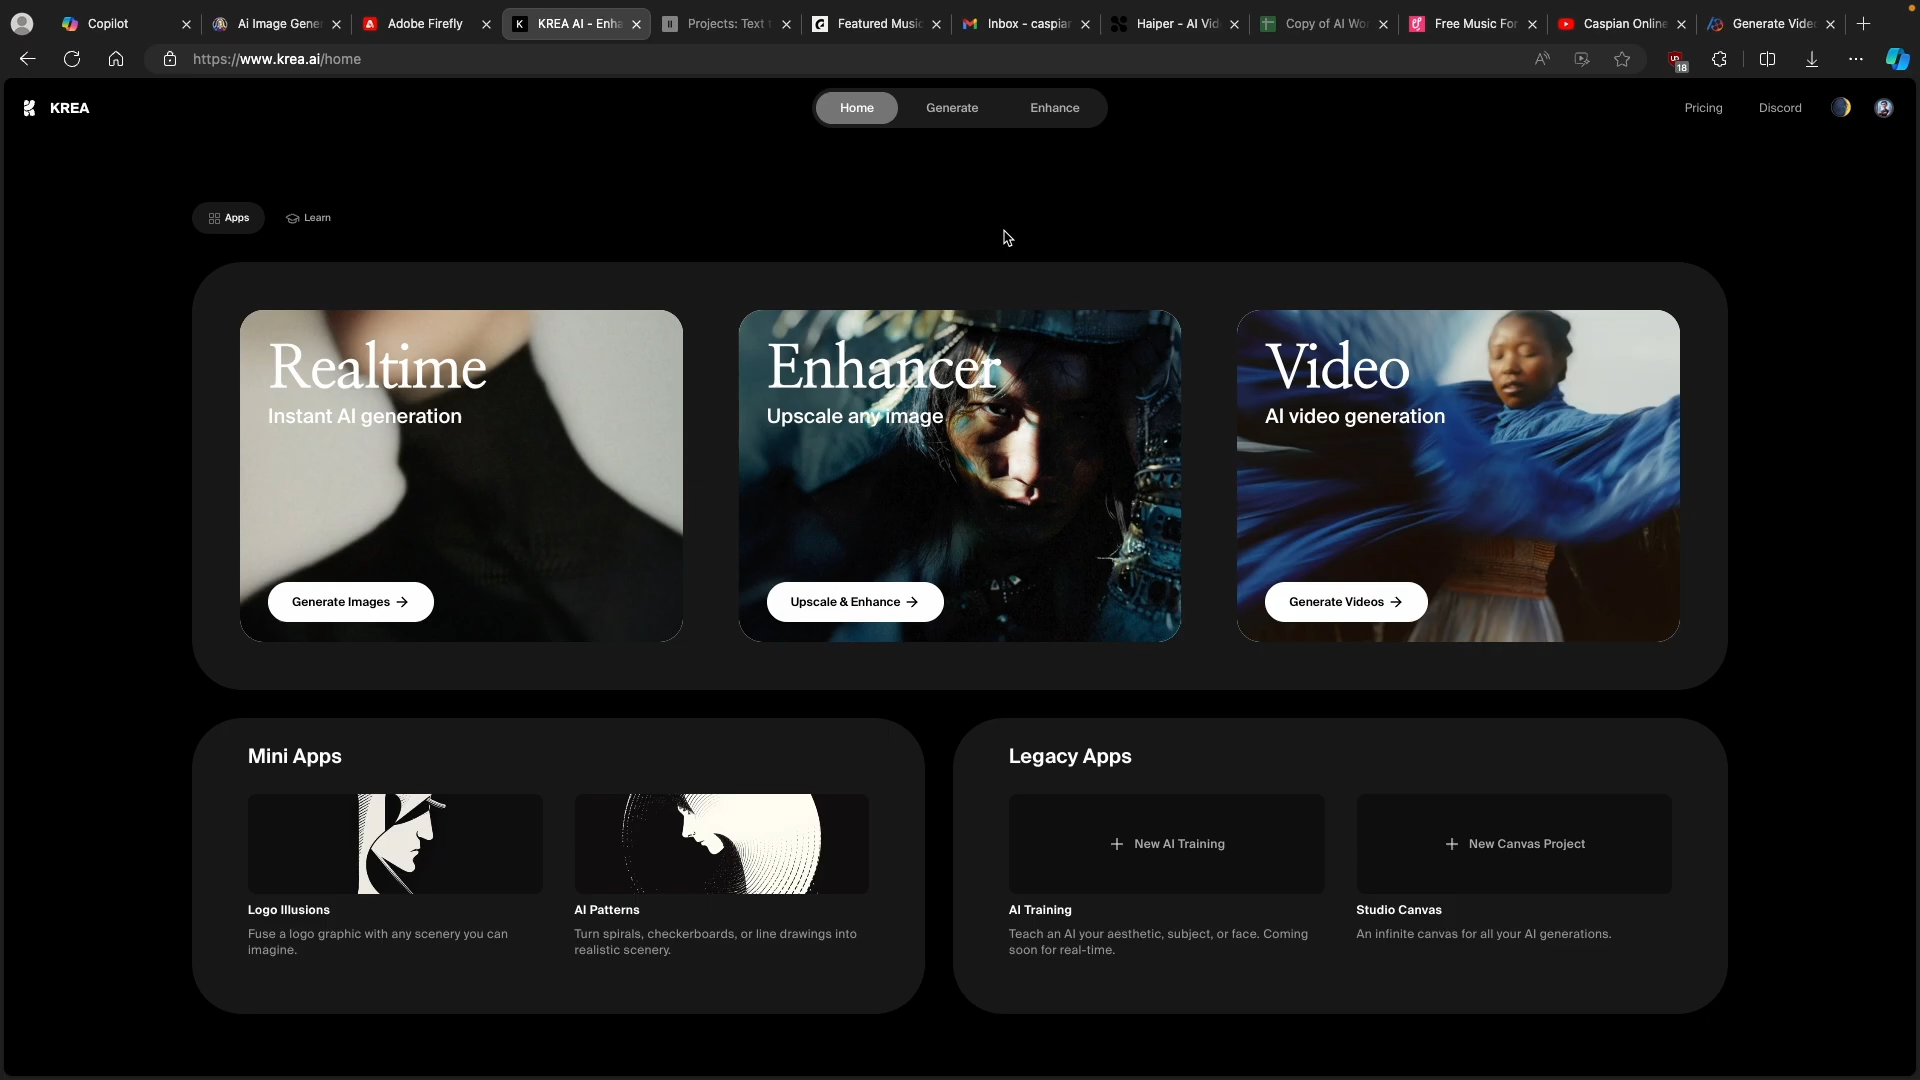 Copilot
Ai Image Gene
Adobe Firefly
KREA AI - Enha
Projects: Text t
Featured Music
Inbox - caspian
Haiper - AI Vid
Copy of AI Wo
Free Music For
Caspian Online
Generate Vide
https://www.krea.ai/home
18
KREA
Home
Generate
Enhance
Pricing
Discord
Apps
Learn
Realtime
Instant AI generation
Generate Images →
Enhancer
Upscale any image
Upscale & Enhance →
Video
AI video generation
Generate Videos →
Mini Apps
Logo Illusions
Fuse a logo graphic with any scenery you can
imagine.
AI Patterns
Turn spirals, checkerboards, or line drawings into
realistic scenery.
Legacy Apps
+ New AI Training
AI Training
Teach an AI your aesthetic, subject, or face. Coming
soon for real-time.
+ New Canvas Project
Studio Canvas
An infinite canvas for all your AI generations.